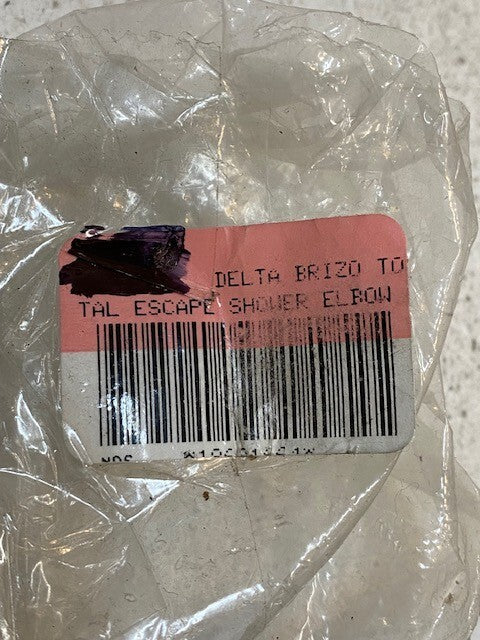 DELTA BRIZO TO
TAL ESCAPE SHOWER ELBOW